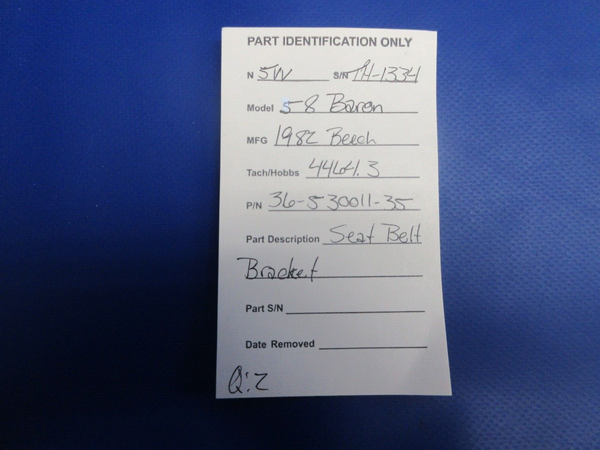 PART IDENTIFICATION ONLY
N 5W S/N TH-1334
Model 58 Baron
MFG 1982 Beech
Tach/Hobbs 4464.3
P/N 36-530011-35
Part Description Seat Belt
Bracket
Part S/N
Date Removed
Q:2